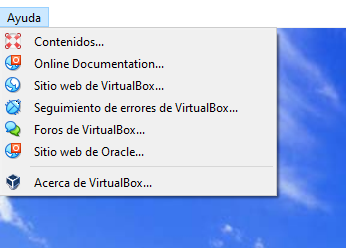 Ayuda
Contenidos...
Online Documentation...
Sitio web de VirtualBox...
Seguimiento de errores de VirtualBox...
Foros de VirtualBox...
Sitio web de Oracle...
Acerca de VirtualBox...